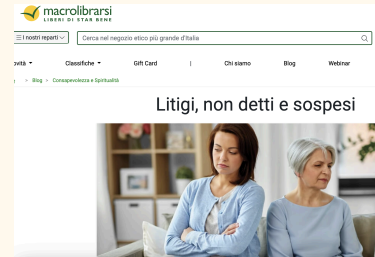 macrolibrarsi
LIBERI DI STAR BENE
I nostri reparti
Cerca nel negozio etico più grande d'Italia
ovità Classifiche Gift Card | Chi siamo Blog Webinar
> Blog > Consapevolezza e Spiritualità
Litigi, non detti e sospesi